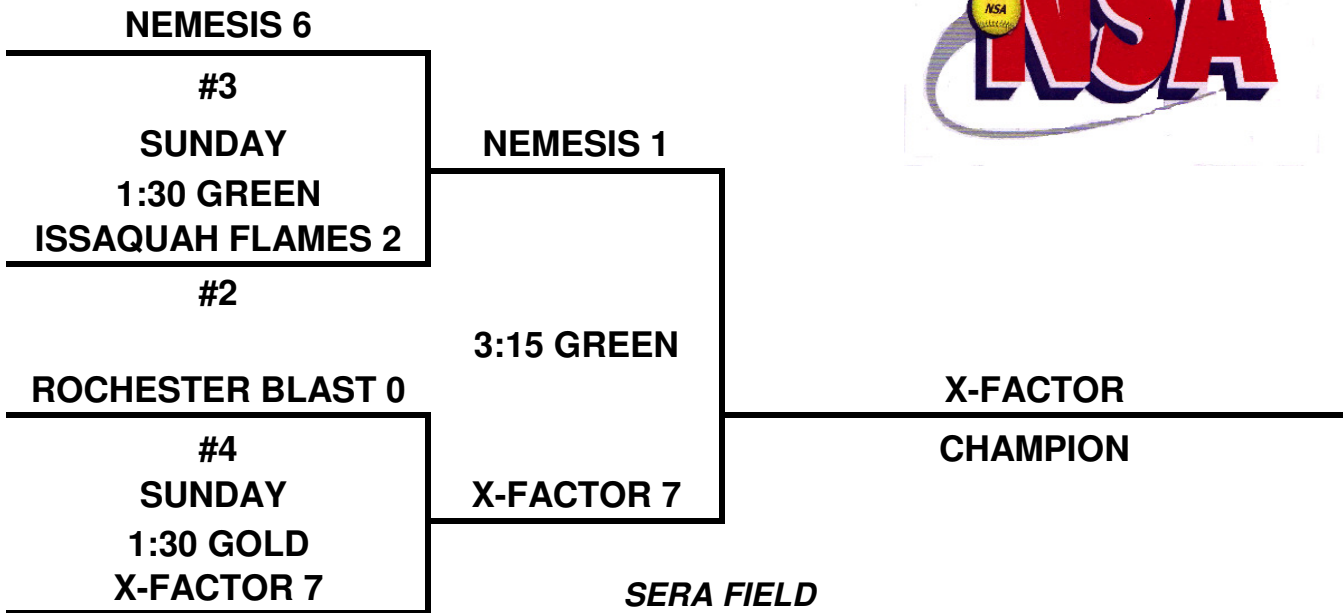 NEMESIS 6
#3
SUNDAY
1:30 GREEN
ISSAQUAH FLAMES 2
#2
ROCHESTER BLAST 0
#4
SUNDAY
1:30 GOLD
X-FACTOR 7
NEMESIS 1
3:15 GREEN
X-FACTOR 7
X-FACTOR
CHAMPION
SERA FIELD
NSA
NSA